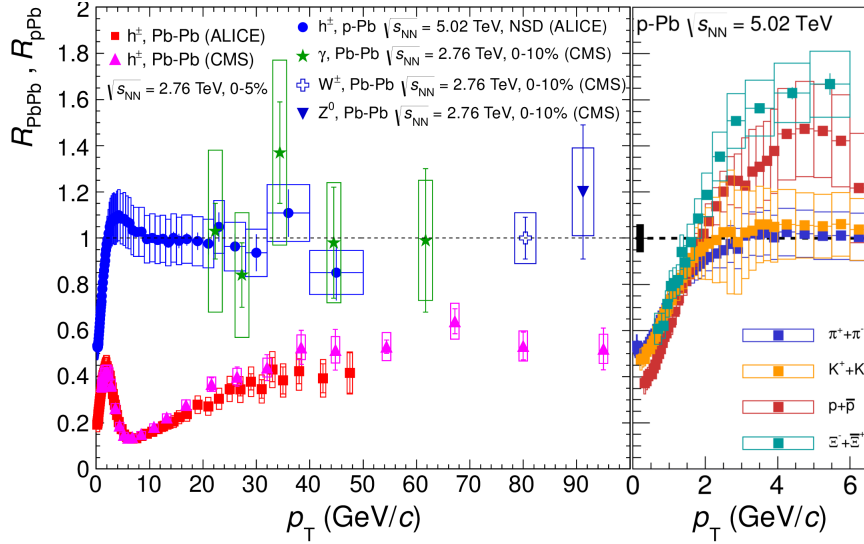 R_PbPb , R_pPb
2
1.8
1.6
1.4
1.2
1
0.8
0.6
0.4
0.2
0
h±, Pb-Pb (ALICE)
h±, Pb-Pb (CMS)
√s_NN = 2.76 TeV, 0-5%
h±, p-Pb √s_NN = 5.02 TeV, NSD (ALICE)
γ, Pb-Pb √s_NN = 2.76 TeV, 0-10% (CMS)
W±, Pb-Pb √s_NN = 2.76 TeV, 0-10% (CMS)
Z⁰, Pb-Pb √s_NN = 2.76 TeV, 0-10% (CMS)
0 10 20 30 40 50 60 70 80 90
p_T (GeV/c)
p-Pb √s_NN = 5.02 TeV
π⁺+π⁻
K⁺+K
p+p̅
Ξ⁻+Ξ̅⁺
0 2 4 6
p_T (GeV/c)